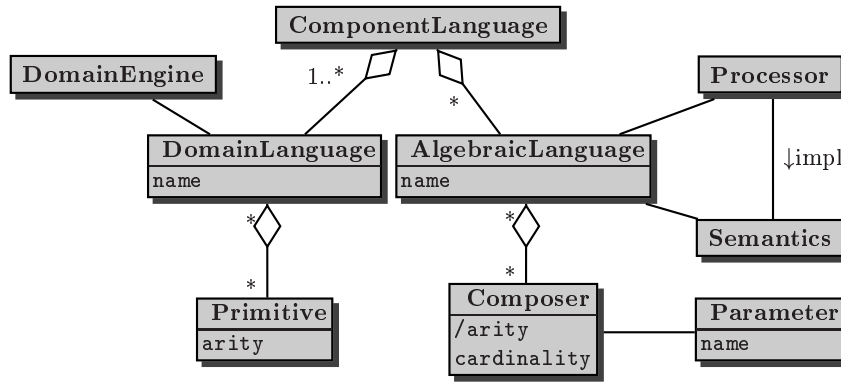 ComponentLanguage
DomainEngine
1..*
*
Processor
DomainLanguage
name
AlgebraicLanguage
name
↓impl
*
*
Semantics
*
*
Primitive
arity
Composer
/arity
cardinality
Parameter
name